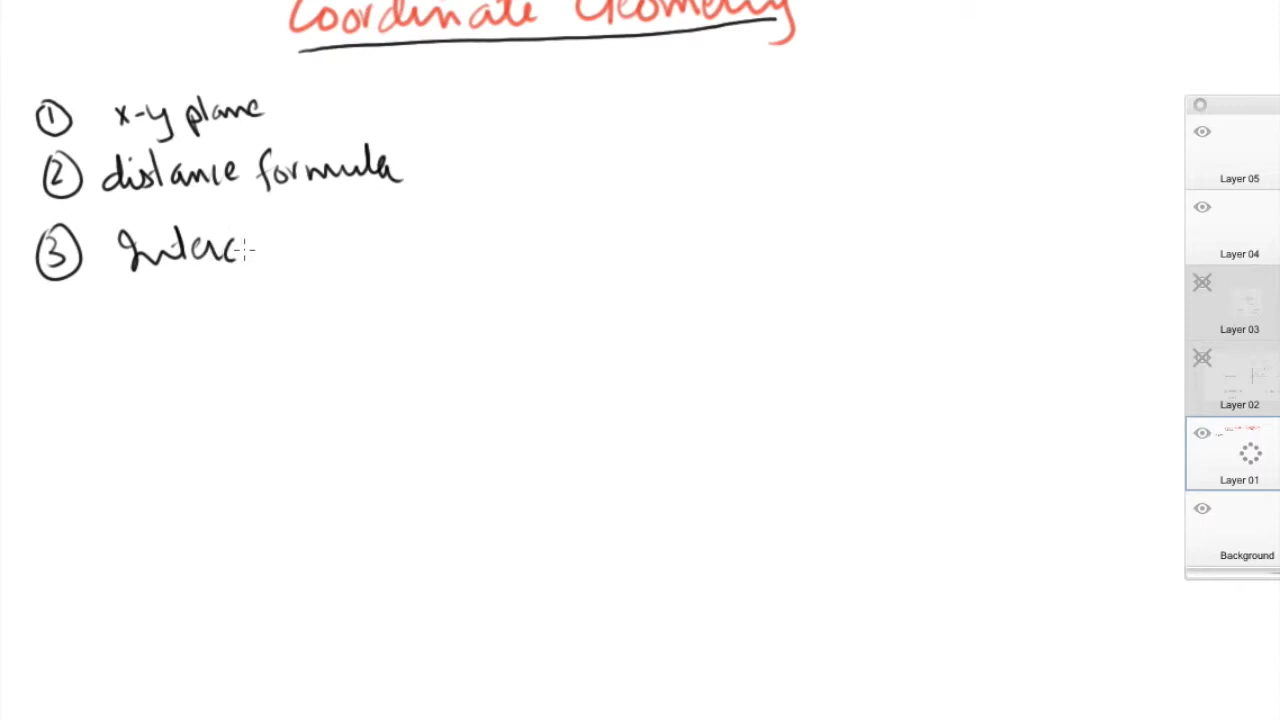 Coordinate Geometry
① x-y plane
② distance formula
③ Interc
Layer 05
Layer 04
Layer 03
Layer 02
Layer 01
Background